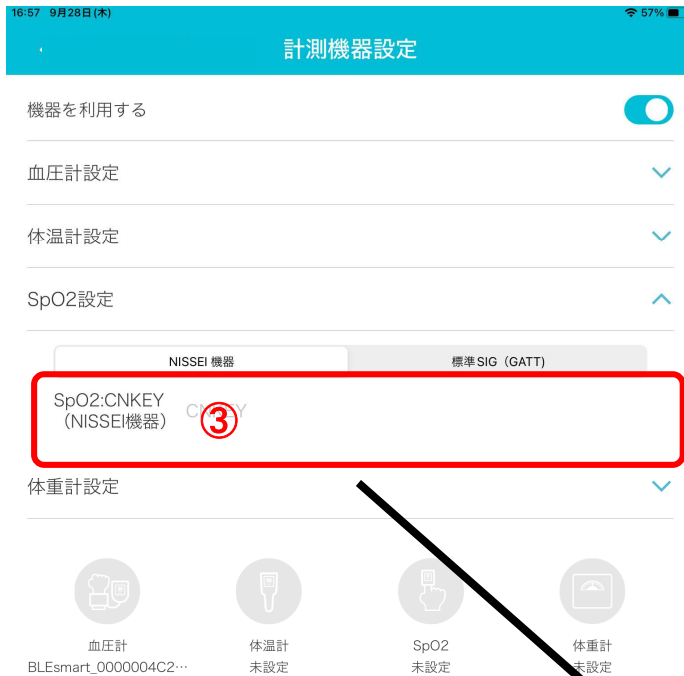 16:57 9月28日(木) 57%
計測機器設定
機器を利用する
血圧計設定
体温計設定
SpO2設定
NISSEI 機器 標準SIG（GATT)
SpO2:CNKEY
（NISSEI機器） CNKEY
③
体重計設定
血圧計 体温計 SpO2 体重計
BLEsmart_0000004C2… 未設定 未設定 未設定